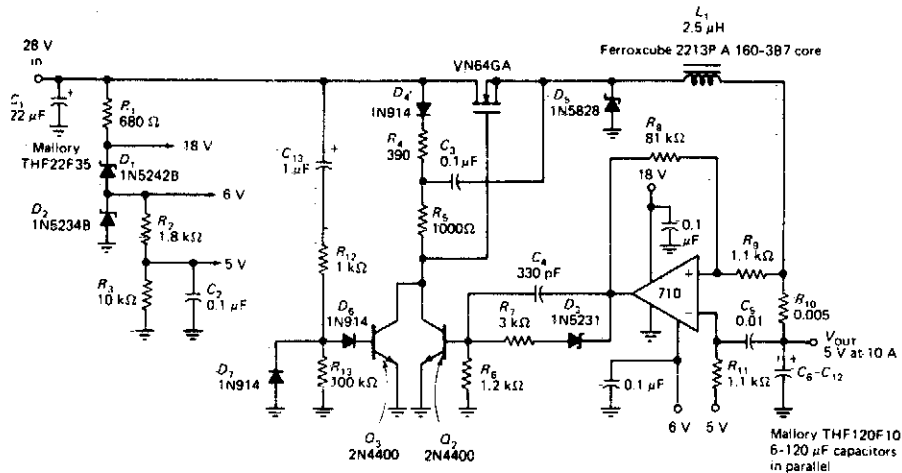 L₁
2.5 μH
Ferroxcube 2213P A 160-3B7 core
28 V
in
VN64GA
C₁
22 μF
R₁
680 Ω
Mallory
THF22F35
18 V
D₁
1N5242B
6 V
D₂
1N5234B
R₂
1.8 kΩ
5 V
R₃
10 kΩ
C₂
0.1 μF
C₁₃
1 μF
R₁₂
1 kΩ
D₄
1N914
R₄
390
C₃
0.1 μF
R₅
1000Ω
D₅
1N5828
R₈
81 kΩ
18 V
0.1
μF
R₉
1.1 kΩ
710
+
−
C₄
330 pF
R₇
3 kΩ
D₃
1N5231
C₅
0.01
R₁₀
0.005
V_OUT
5 V at 10 A
D₆
1N914
D₇
1N914
R₁₃
100 kΩ
R₆
1.2 kΩ
0.1 μF
R₁₁
1.1 kΩ
C₆–C₁₂
6 V
5 V
Q₃
2N4400
Q₂
2N4400
Mallory THF120F10
6-120 μF capacitors
in parallel